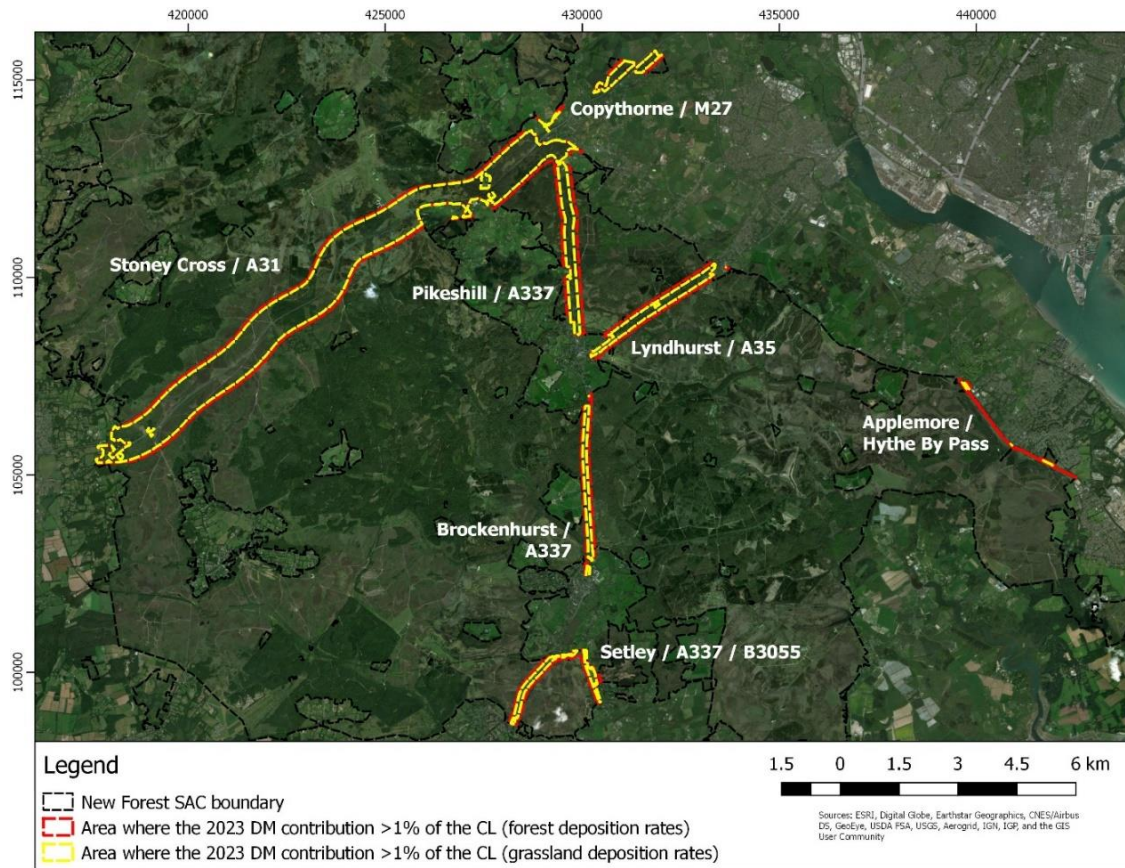 420000
425000
430000
435000
440000
115000
110000
105000
100000
Copythorne / M27
Stoney Cross / A31
Pikeshill / A337
Lyndhurst / A35
Applemore /
Hythe By Pass
Brockenhurst /
A337
Setley / A337 / B3055
Legend
New Forest SAC boundary
Area where the 2023 DM contribution >1% of the CL (forest deposition rates)
Area where the 2023 DM contribution >1% of the CL (grassland deposition rates)
1.5 0 1.5 3 4.5 6 km
Sources: ESRI, Digital Globe, Earthstar Geographics, CNES/Airbus
DS, GeoEye, USDA FSA, USGS, Aerogrid, IGN, IGP, and the GIS
User Community